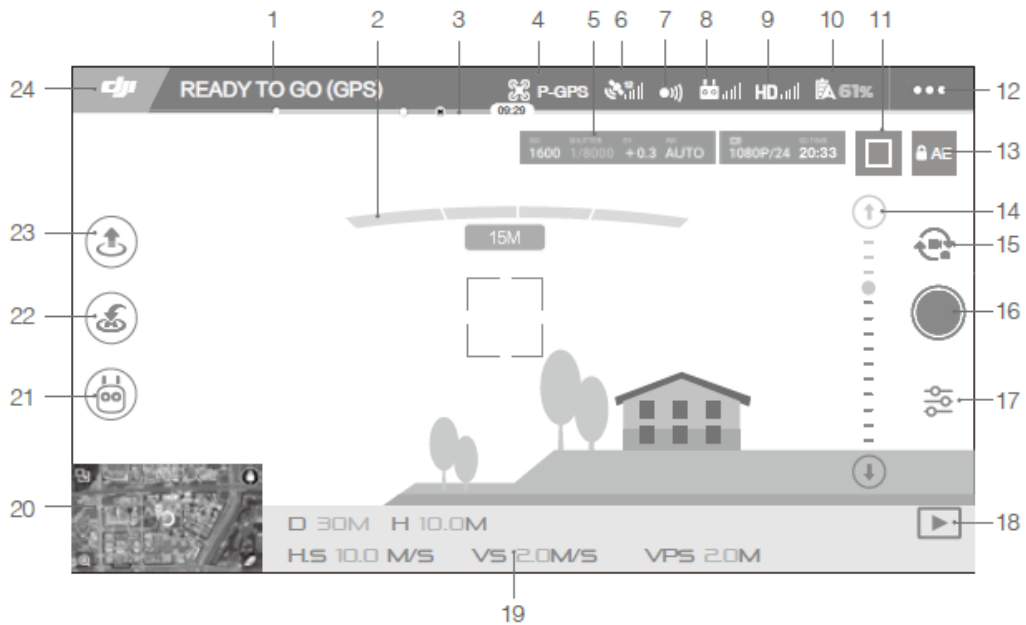 1 2 3 4 5 6 7 8 9 10 11
24 dji READY TO GO (GPS) P-GPS HD 61% 12
09:29
ISO SHUTTER EV
1600 1/8000 +0.3 AUTO 1080P/24 20:33 AE 13
14
23 15M 15
22 16
21 17
20 D 30M H 10.0M 18
H.S 10.0 M/S VS 2.0M/S VPS 2.0M
19